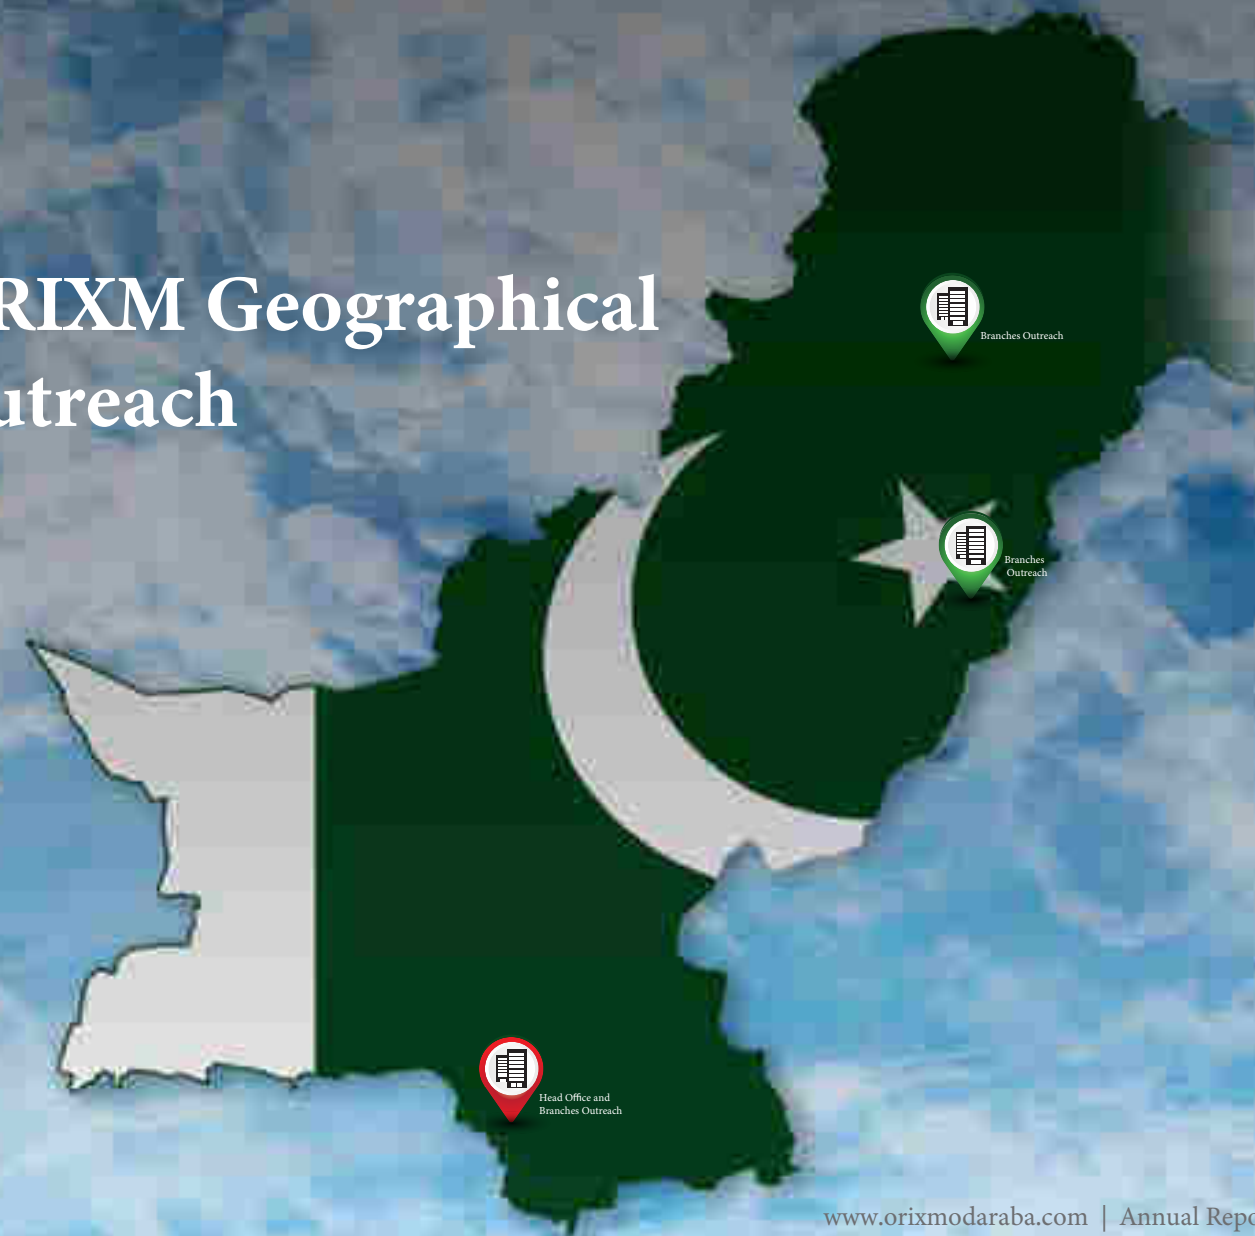 RIXM Geographical
utreach
Branches Outreach
Branches
Outreach
Head Office and
Branches Outreach
www.orixmodaraba.com | Annual Repo